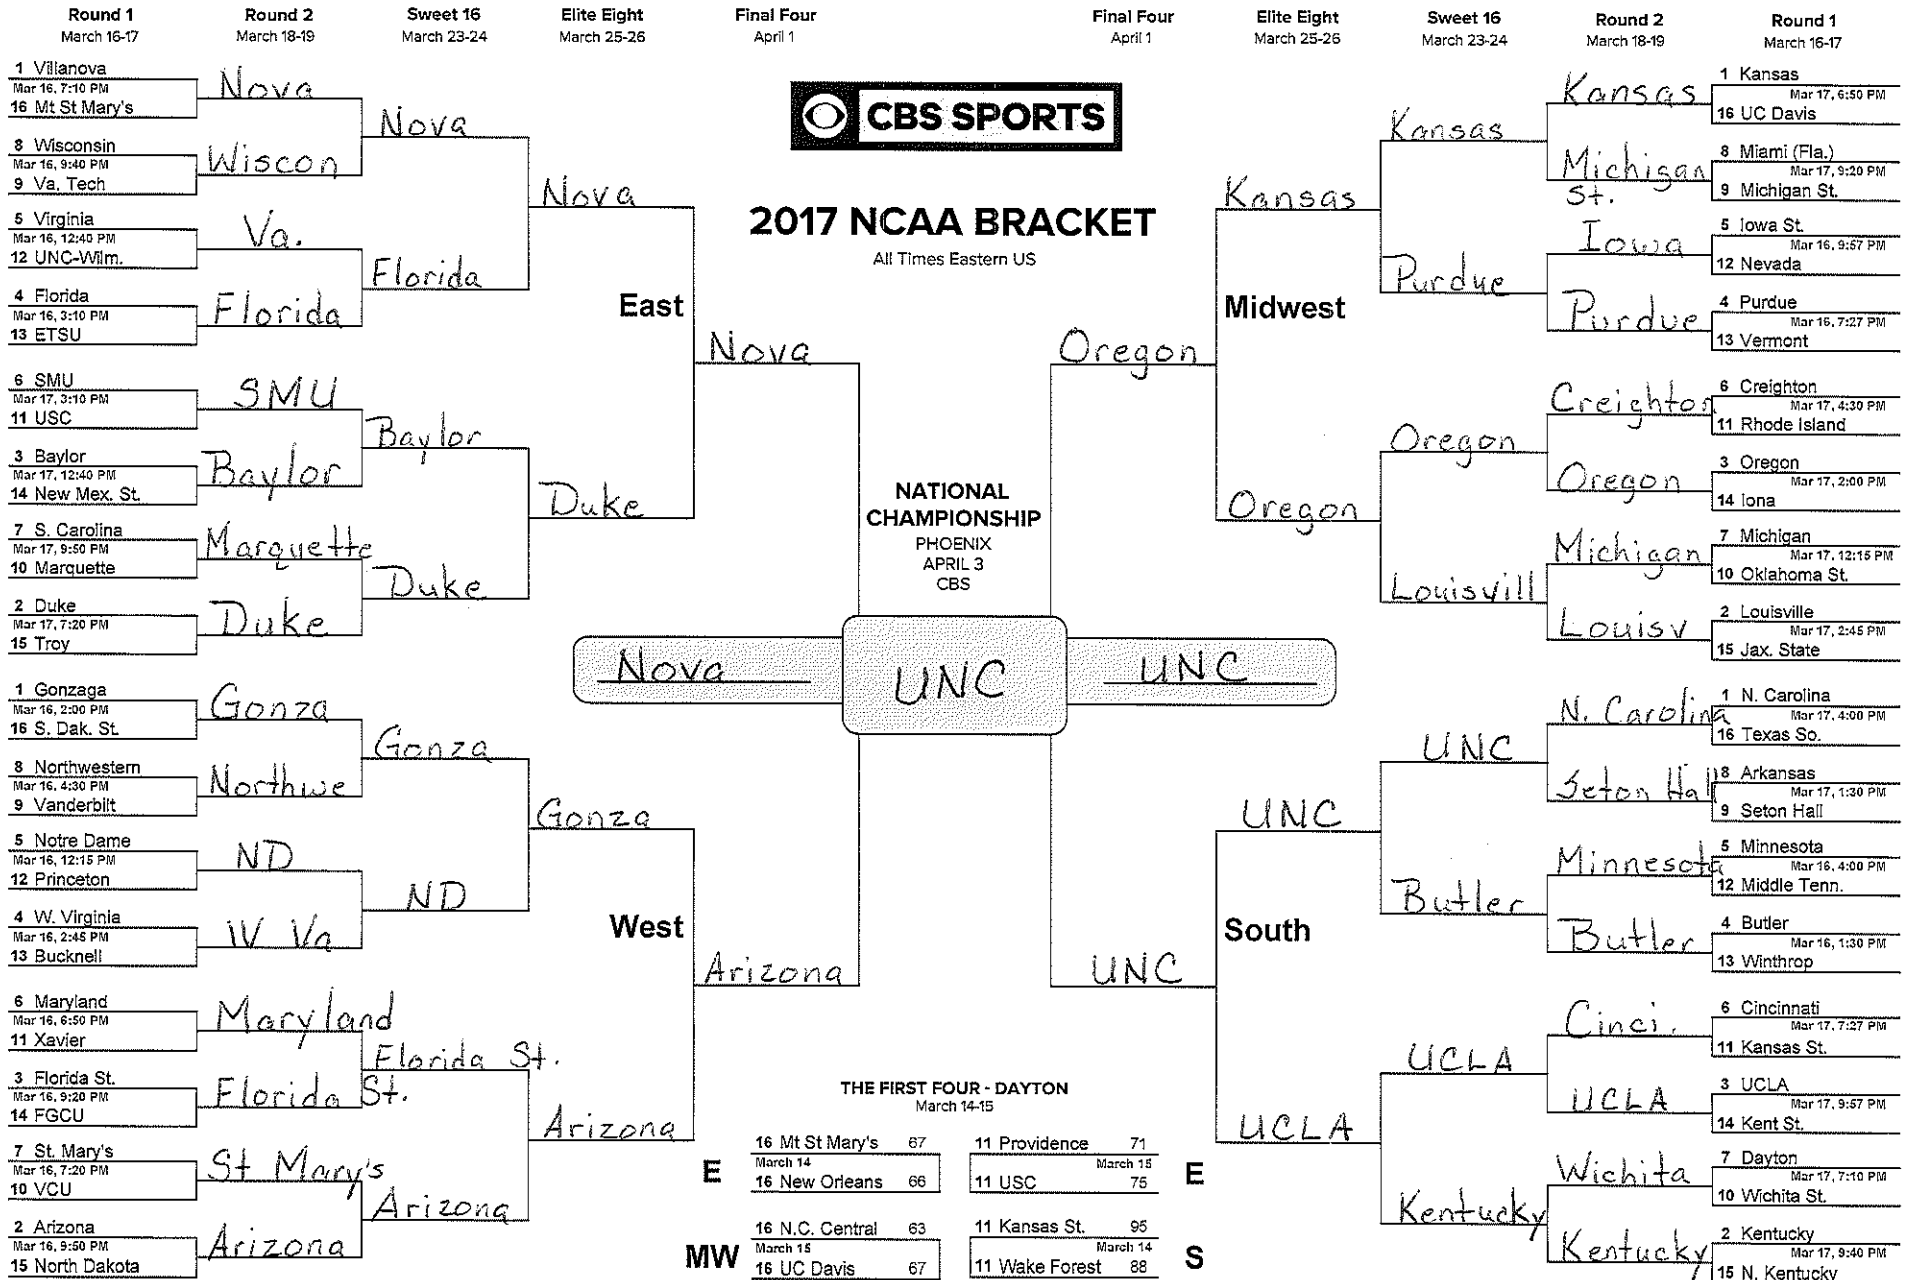 Round 1
March 16-17
Round 2
March 18-19
Sweet 16
March 23-24
Elite Eight
March 25-26
Final Four
April 1
Final Four
April 1
Elite Eight
March 25-26
Sweet 16
March 23-24
Round 2
March 18-19
Round 1
March 16-17
CBS SPORTS
2017 NCAA BRACKET
All Times Eastern US
1 Villanova
Mar 16, 7:10 PM
16 Mt St Mary's
8 Wisconsin
Mar 16, 9:40 PM
9 Va. Tech
5 Virginia
Mar 16, 12:40 PM
12 UNC-Wilm.
4 Florida
Mar 16, 3:10 PM
13 ETSU
6 SMU
Mar 17, 3:10 PM
11 USC
3 Baylor
Mar 17, 12:40 PM
14 New Mex. St.
7 S. Carolina
Mar 17, 9:50 PM
10 Marquette
2 Duke
Mar 17, 7:20 PM
15 Troy
Nova
Wiscon
Va.
Florida
SMU
Baylor
Marquette
Duke
Nova
Florida
Baylor
Duke
Nova
Duke
East
Nova
1 Gonzaga
Mar 16, 2:00 PM
16 S. Dak. St.
8 Northwestern
Mar 16, 4:30 PM
9 Vanderbilt
5 Notre Dame
Mar 16, 12:15 PM
12 Princeton
4 W. Virginia
Mar 16, 2:45 PM
13 Bucknell
6 Maryland
Mar 16, 6:50 PM
11 Xavier
3 Florida St.
Mar 16, 9:20 PM
14 FGCU
7 St. Mary's
Mar 16, 7:20 PM
10 VCU
2 Arizona
Mar 16, 9:50 PM
15 North Dakota
Gonza
Northwe
ND
W Va
Maryland
Florida St.
St Mary's
Arizona
Gonza
ND
Florida St.
Arizona
Gonza
Arizona
West
Arizona
NATIONAL
CHAMPIONSHIP
PHOENIX
APRIL 3
CBS
Nova
UNC
UNC
Oregon
Midwest
Kansas
Oregon
Kansas
Purdue
Oregon
Louisvill
Kansas
Michigan
St.
Iowa
Purdue
Creighton
Oregon
Michigan
Louisv
1 Kansas
Mar 17, 6:50 PM
16 UC Davis
8 Miami (Fla.)
Mar 17, 9:20 PM
9 Michigan St.
5 Iowa St.
Mar 16, 9:57 PM
12 Nevada
4 Purdue
Mar 16, 7:27 PM
13 Vermont
6 Creighton
Mar 17, 4:30 PM
11 Rhode Island
3 Oregon
Mar 17, 2:00 PM
14 Iona
7 Michigan
Mar 17, 12:15 PM
10 Oklahoma St.
2 Louisville
Mar 17, 2:45 PM
15 Jax. State
UNC
South
UNC
UCLA
UNC
Butler
UCLA
Kentucky
N. Carolina
Seton Hall
Minnesota
Butler
Cinci.
UCLA
Wichita
Kentucky
1 N. Carolina
Mar 17, 4:00 PM
16 Texas So.
8 Arkansas
Mar 17, 1:30 PM
9 Seton Hall
5 Minnesota
Mar 16, 4:00 PM
12 Middle Tenn.
4 Butler
Mar 16, 1:30 PM
13 Winthrop
6 Cincinnati
Mar 17, 7:27 PM
11 Kansas St.
3 UCLA
Mar 17, 9:57 PM
14 Kent St.
7 Dayton
Mar 17, 7:10 PM
10 Wichita St.
2 Kentucky
Mar 17, 9:40 PM
15 N. Kentucky
THE FIRST FOUR - DAYTON
March 14-15
E
16 Mt St Mary's 67
March 14
16 New Orleans 66
11 Providence 71
March 15
11 USC 75
E
MW
16 N.C. Central 63
March 15
16 UC Davis 67
11 Kansas St. 95
March 14
11 Wake Forest 88
S